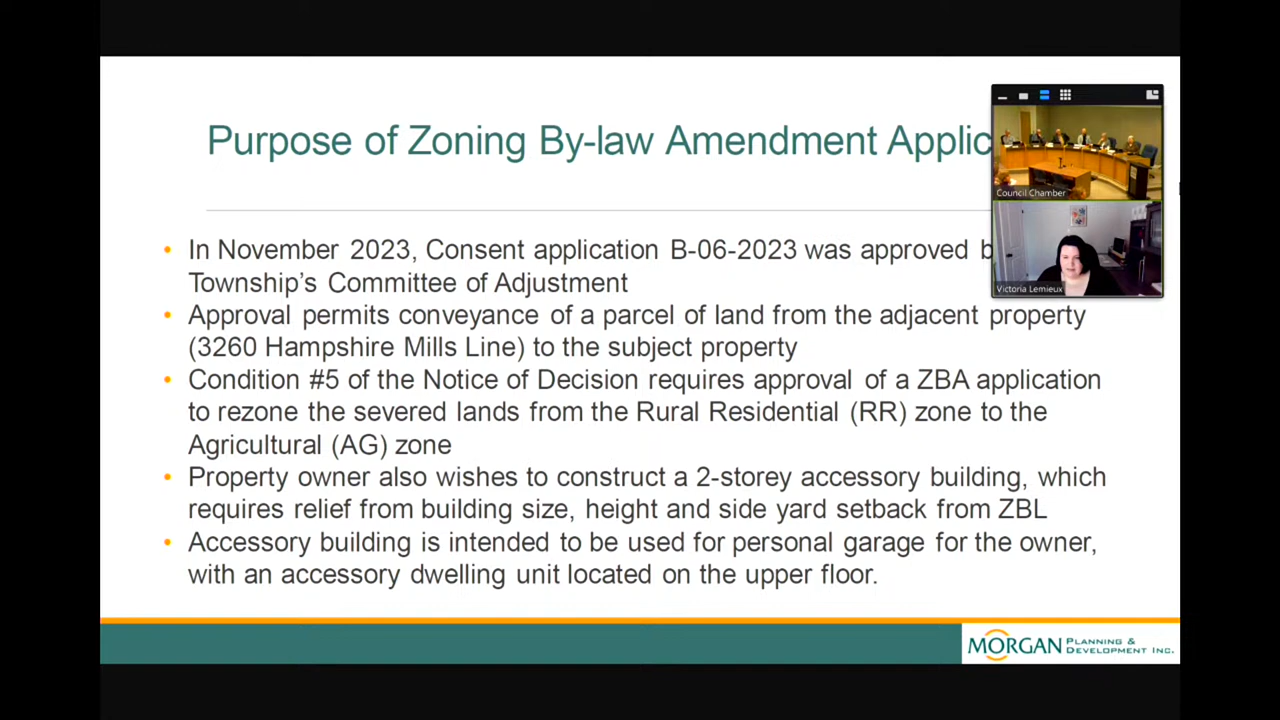 Purpose of Zoning By-law Amendment Applic
In November 2023, Consent application B-06-2023 was approved b
Township's Committee of Adjustment
Approval permits conveyance of a parcel of land from the adjacent property
(3260 Hampshire Mills Line) to the subject property
Condition #5 of the Notice of Decision requires approval of a ZBA application
to rezone the severed lands from the Rural Residential (RR) zone to the
Agricultural (AG) zone
Property owner also wishes to construct a 2-storey accessory building, which
requires relief from building size, height and side yard setback from ZBL
Accessory building is intended to be used for personal garage for the owner,
with an accessory dwelling unit located on the upper floor.
Council Chamber
Victoria Lemieux
MORGAN PLANNING &
DEVELOPMENT INC.